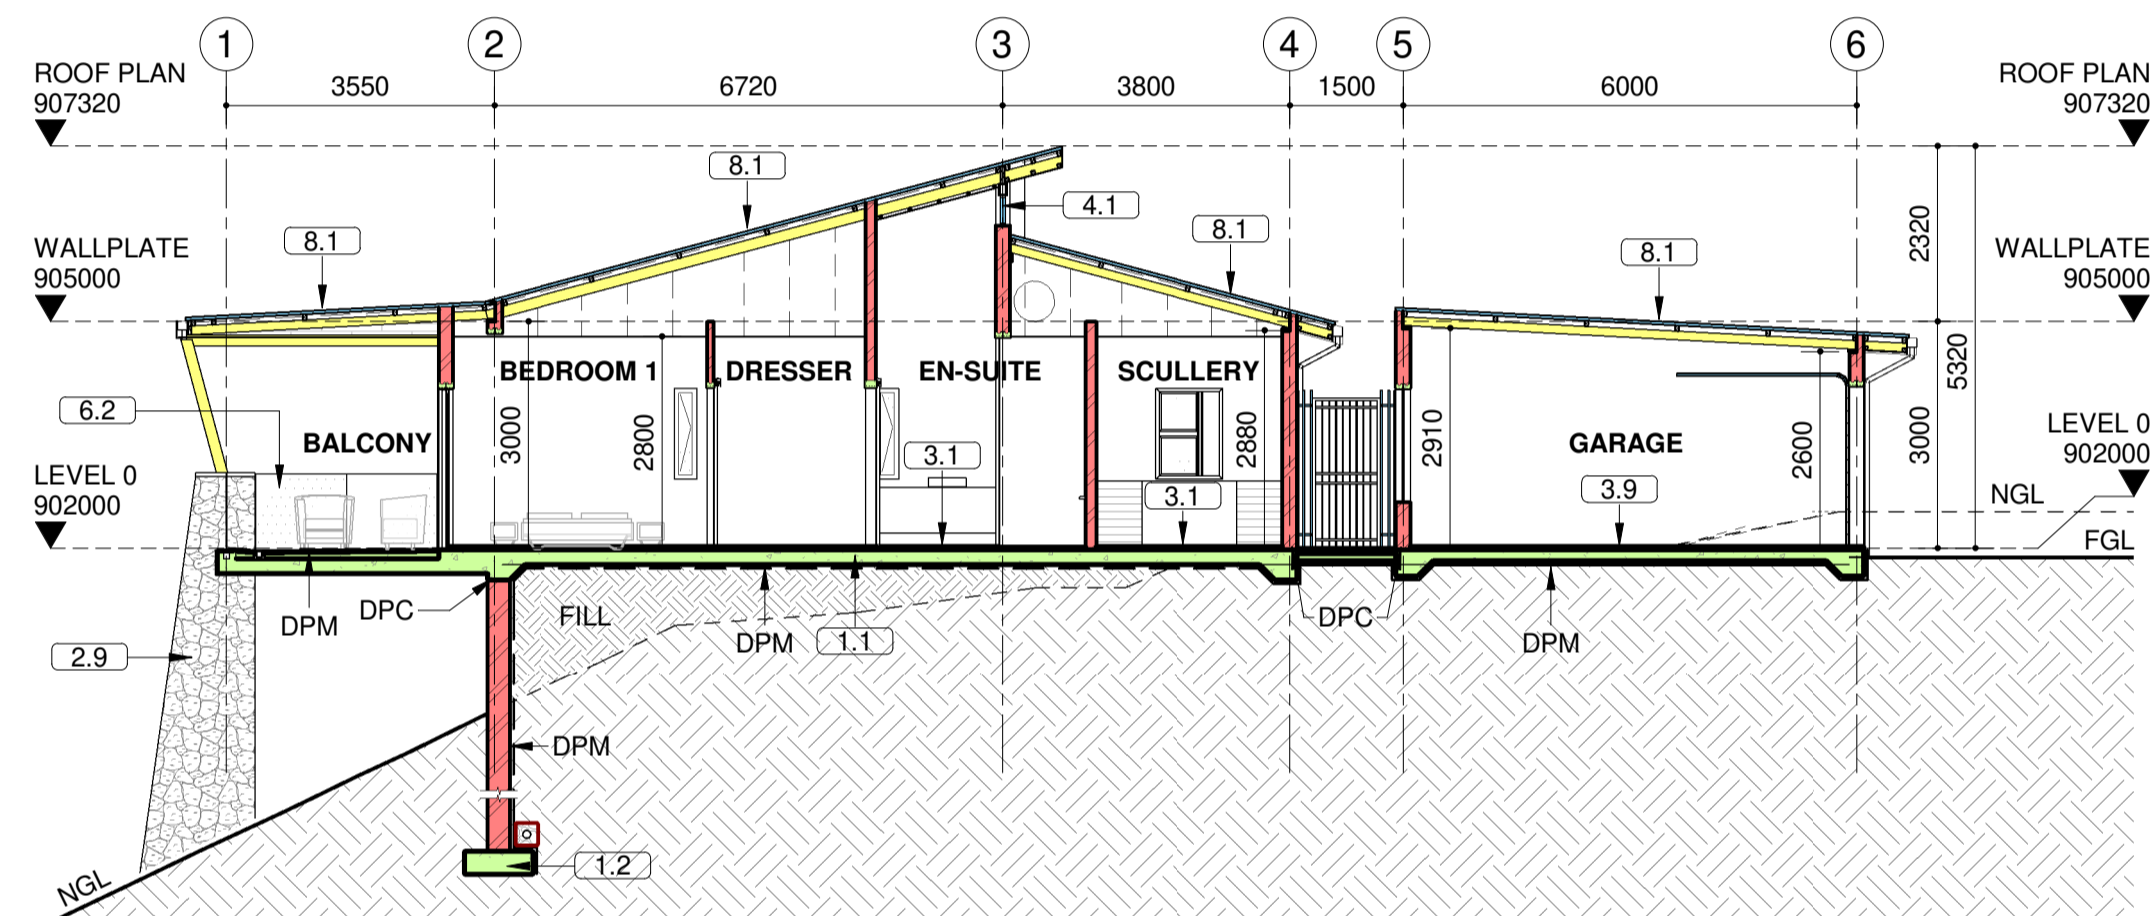 1
2
3
4
5
6
ROOF PLAN
907320
ROOF PLAN
907320
3550
6720
3800
1500
6000
8.1
4.1
8.1
8.1
8.1
WALLPLATE
905000
WALLPLATE
905000
2320
5320
BEDROOM 1
DRESSER
EN-SUITE
SCULLERY
6.2
BALCONY
3000
2800
2880
2910
GARAGE
2600
3000
3.1
3.1
3.9
LEVEL 0
902000
LEVEL 0
902000
NGL
FGL
DPM
DPC
FILL
DPM
1.1
DPC
DPM
2.9
DPM
1.2
NGL